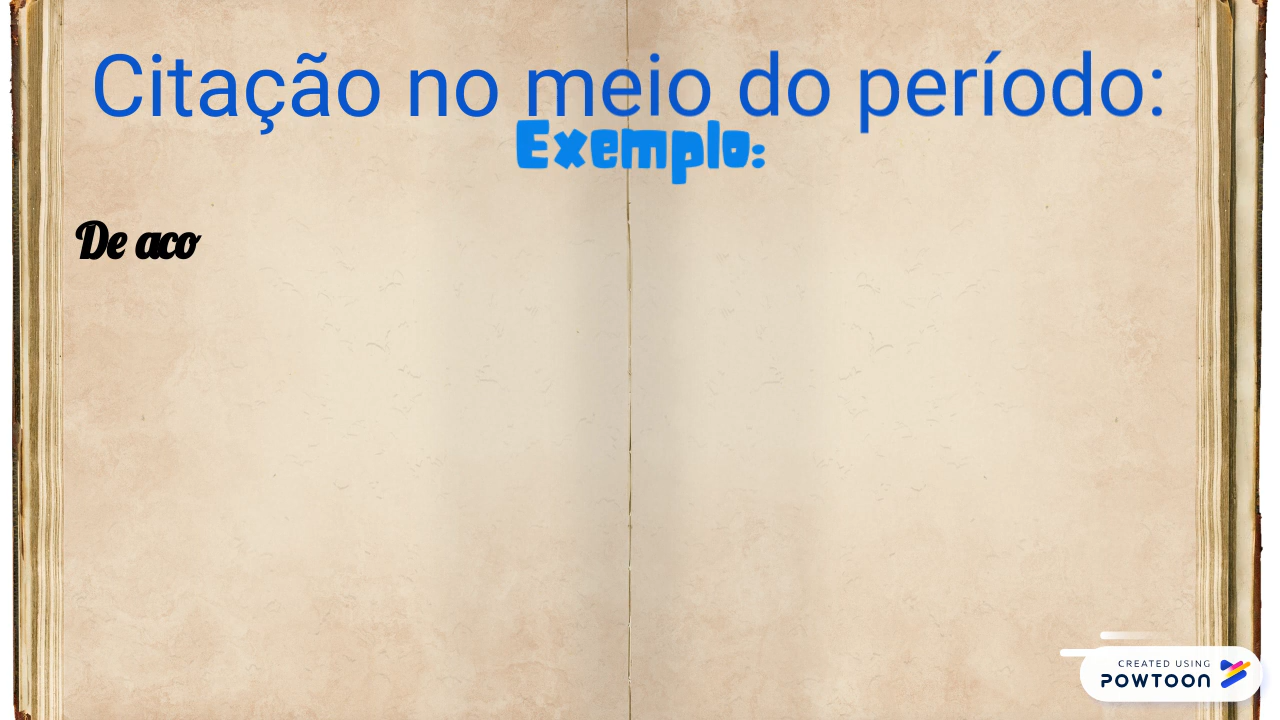 Citação no meio do período:
Exemplo:
De aco
CREATED USING
POWTOON